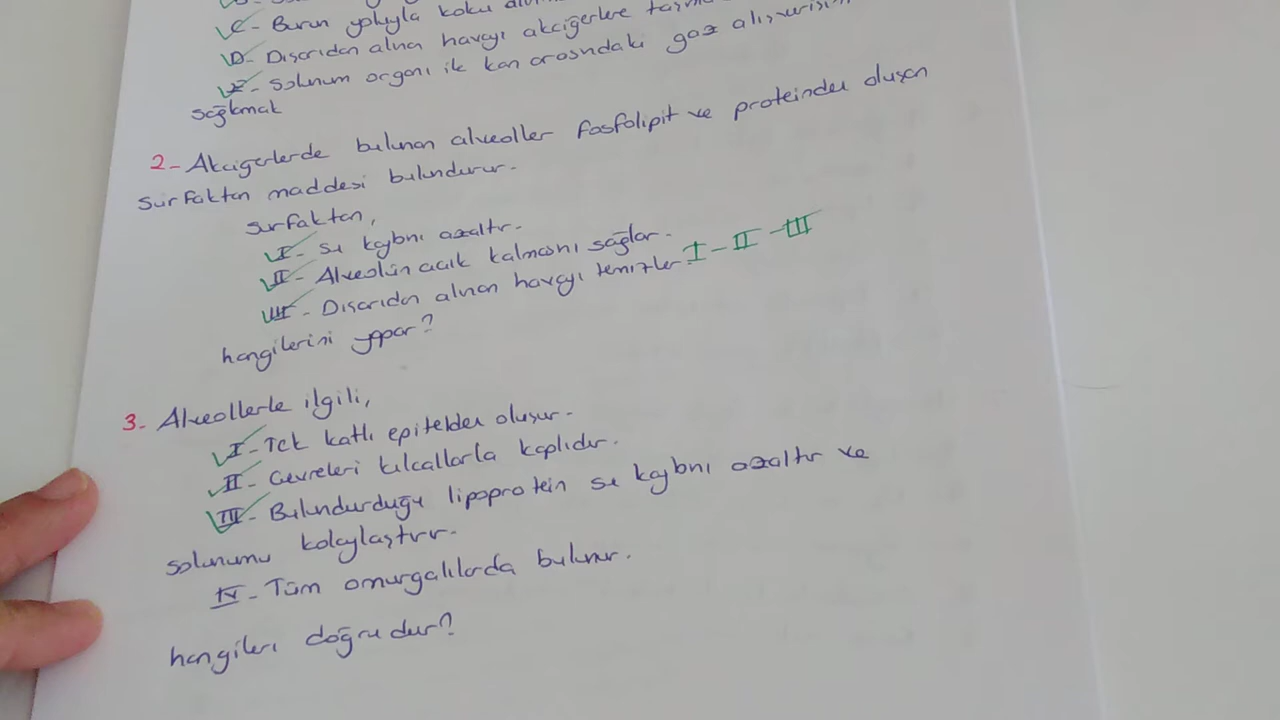 C- Burun yoluyla koku
D- Dışarıdan alınan havayı akciğerlere
E- Solunum organı ile kan arasındaki gaz alışverişini
sağlamak
2- Akciğerlerde bulunan alveoller fosfolipit ve proteinden oluşan
surfaktan maddesi bulundurur.
surfaktan,
I- Su kaybını azaltır.
II- Alveolün açık kalmasını sağlar.
III- Dışarıdan alınan havayı temizler. I-II-III
hangilerini yapar?
3- Alveollerle ilgili,
I- Tek katlı epitelden oluşur.
II- Çevreleri kılcallarla kaplıdır.
III- Bulundurduğu lipoprotein su kaybını azaltır ve
solunumu kolaylaştırır.
IV- Tüm omurgalılarda bulunur.
hangileri doğrudur?